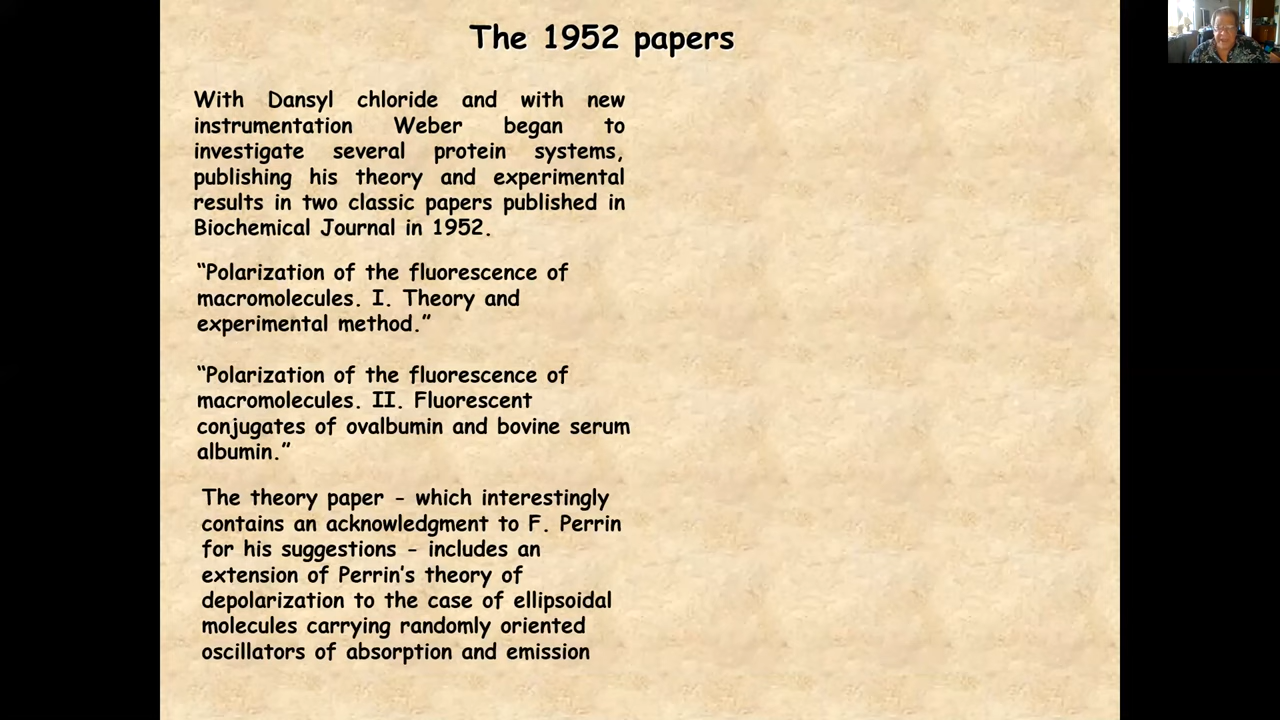 The 1952 papers
With Dansyl chloride and with new
instrumentation Weber began to
investigate several protein systems,
publishing his theory and experimental
results in two classic papers published in
Biochemical Journal in 1952.
“Polarization of the fluorescence of
macromolecules. I. Theory and
experimental method.”
“Polarization of the fluorescence of
macromolecules. II. Fluorescent
conjugates of ovalbumin and bovine serum
albumin.”
The theory paper - which interestingly
contains an acknowledgment to F. Perrin
for his suggestions - includes an
extension of Perrin’s theory of
depolarization to the case of ellipsoidal
molecules carrying randomly oriented
oscillators of absorption and emission